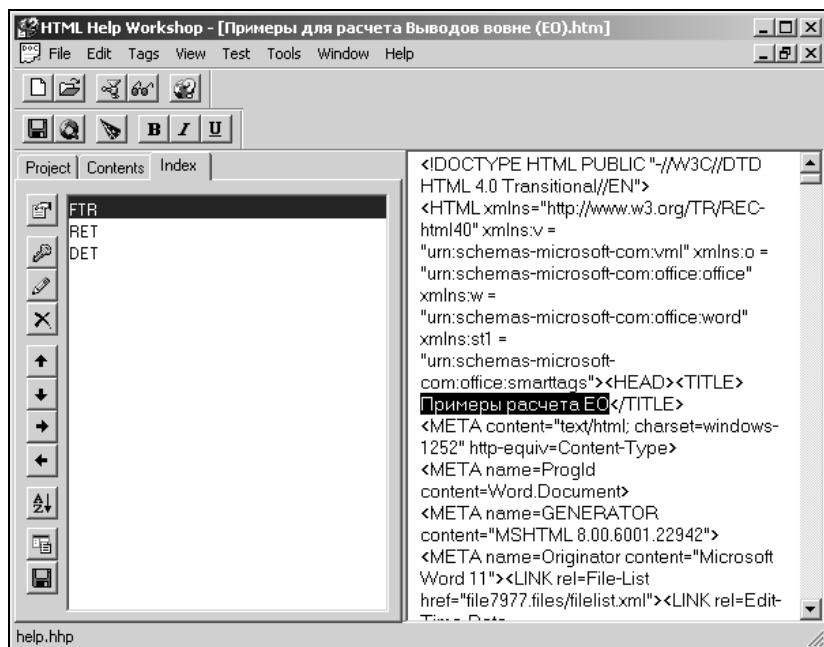 HTML Help Workshop - [Примеры для расчета Выводов вовне (ЕО).htm]
File Edit Tags View Test Tools Window Help
B I U
Project Contents Index
FTR
RET
DET
<!DOCTYPE HTML PUBLIC "-//W3C//DTD
HTML 4.0 Transitional//EN">
<HTML xmlns="http://www.w3.org/TR/REC-
html40" xmlns:v =
"urn:schemas-microsoft-com:vml" xmlns:o =
"urn:schemas-microsoft-com:office:office"
xmlns:w =
"urn:schemas-microsoft-com:office:word"
xmlns:st1 =
"urn:schemas-microsoft-
com:office:smarttags"><HEAD><TITLE>
Примеры расчета ЕО</TITLE>
<META content="text/html; charset=windows-
1252" http-equiv=Content-Type>
<META name=ProgId
content=Word.Document>
<META name=GENERATOR
content="MSHTML 8.00.6001.22942">
<META name=Originator content="Microsoft
Word 11"><LINK rel=File-List
href="file7977.files/filelist.xml"><LINK rel=Edit-
Time-Data
help.hhp